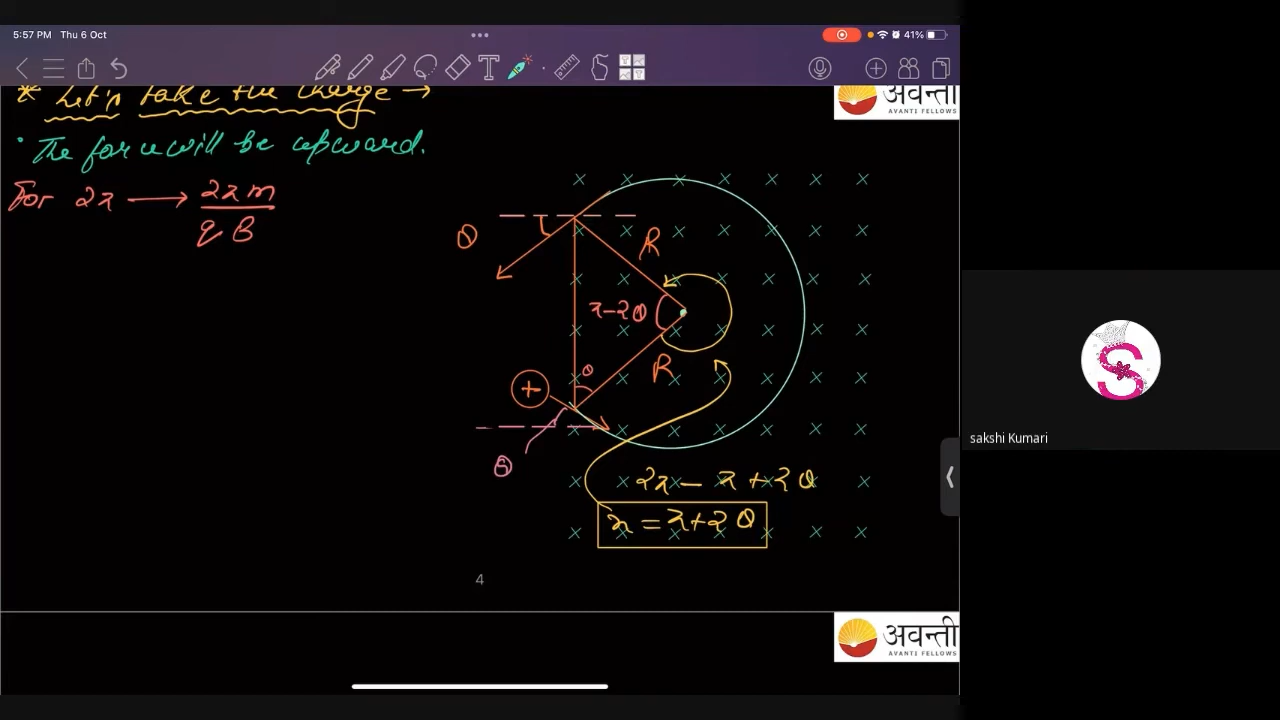 5:57 PM Thu 6 Oct
41%
* Let's take the charge →
अवन्ती
AVANTI FELLOWS
• The force will be upward.
For 2π → 2πm / qB
θ
R
π-2θ
θ
R
+
θ
2π - π + 2θ
x = π+2θ
4
sakshi Kumari
अवन्ती
AVANTI FELLOWS